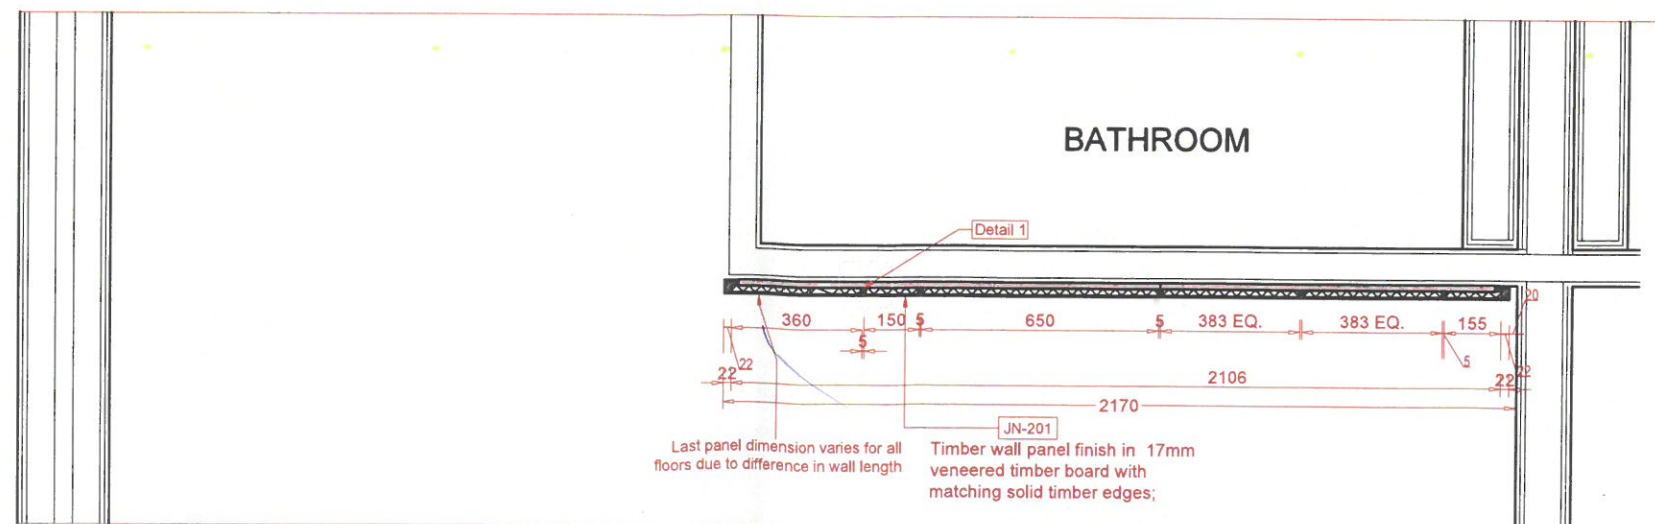 BATHROOM
Detail 1
20
360 150 5 650 5 383 EQ. 383 EQ. 155
5
22
5
22
22
2106
22
2170
JN-201
Last panel dimension varies for all
floors due to difference in wall length
Timber wall panel finish in 17mm
veneered timber board with
matching solid timber edges;